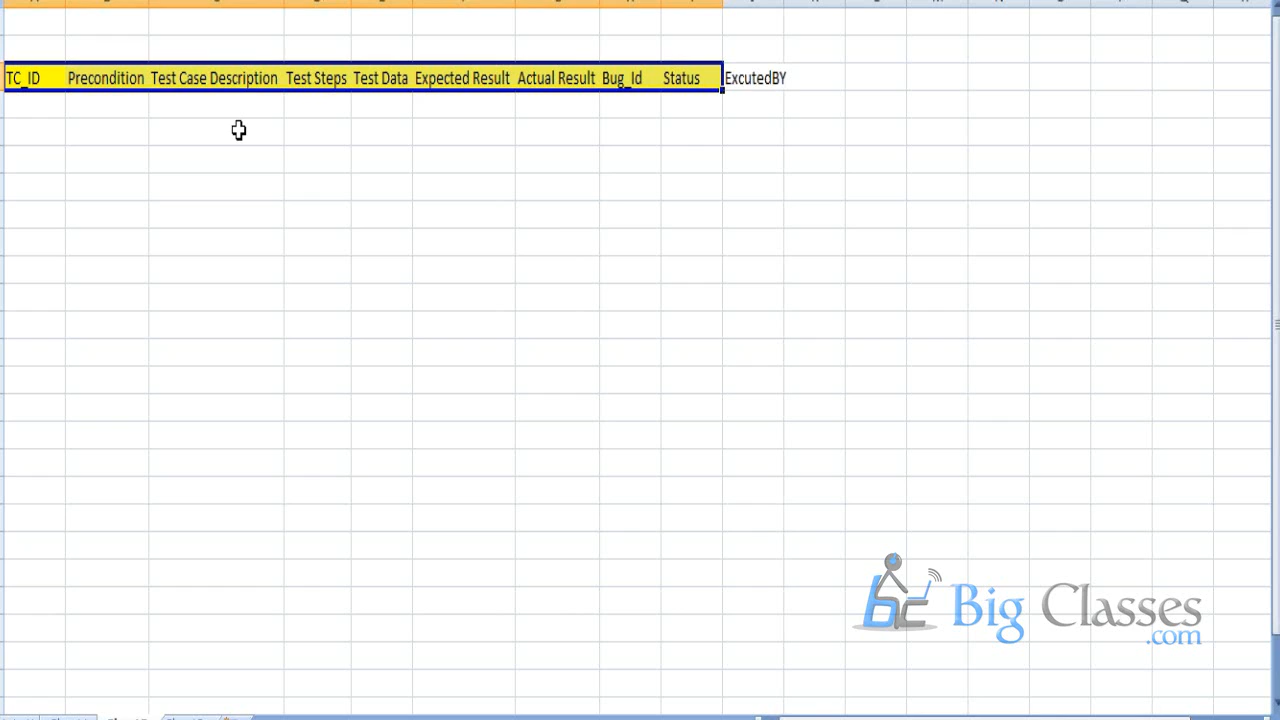 TC_ID Precondition Test Case Description Test Steps Test Data Expected Result Actual Result Bug_Id Status ExcutedBY
Big Classes
.com